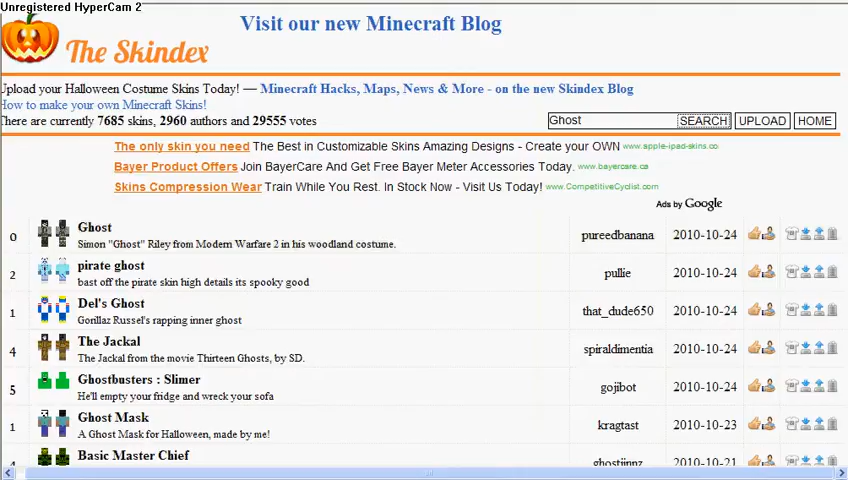 Unregistered HyperCam 2
Visit our new Minecraft Blog
The Skindex
Upload your Halloween Costume Skins Today! — Minecraft Hacks, Maps, News & More - on the new Skindex Blog
How to make your own Minecraft Skins!
There are currently 7685 skins, 2960 authors and 29555 votes
Ghost SEARCH UPLOAD HOME
The only skin you need The Best in Customizable Skins Amazing Designs - Create your OWN www.apple-ipad-skins.co
Bayer Product Offers Join BayerCare And Get Free Bayer Meter Accessories Today. www.bayercare.ca
Skins Compression Wear Train While You Rest. In Stock Now - Visit Us Today! www.CompetitiveCyclist.com
Ads by Google
0 Ghost pureedbanana 2010-10-24
Simon "Ghost" Riley from Modern Warfare 2 in his woodland costume.
2 pirate ghost pullie 2010-10-24
bast off the pirate skin high details its spooky good
1 Del's Ghost that_dude650 2010-10-24
Gorillaz Russel's rapping inner ghost
4 The Jackal spiraldimentia 2010-10-24
The Jackal from the movie Thirteen Ghosts, by SD.
5 Ghostbusters : Slimer gojibot 2010-10-24
He'll empty your fridge and wreck your sofa
1 Ghost Mask kragtast 2010-10-23
A Ghost Mask for Halloween, made by me!
Basic Master Chief 2010-10-21